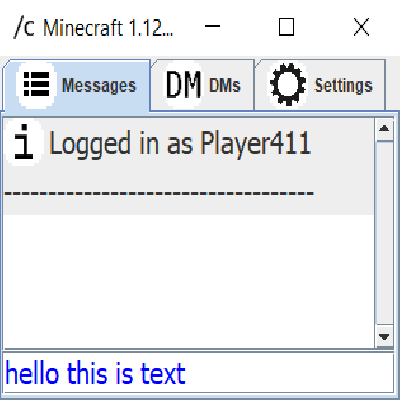 /c Minecraft 1.12...
Messages DM DMs Settings
i Logged in as Player411
-----------------------------------
hello this is text